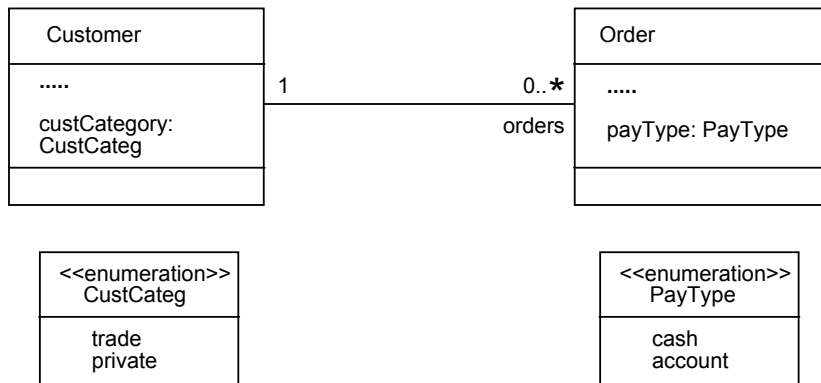 Customer
.....
custCategory:
CustCateg
1
0..*
orders
Order
.....
payType: PayType
<<enumeration>>
CustCateg
trade
private
<<enumeration>>
PayType
cash
account